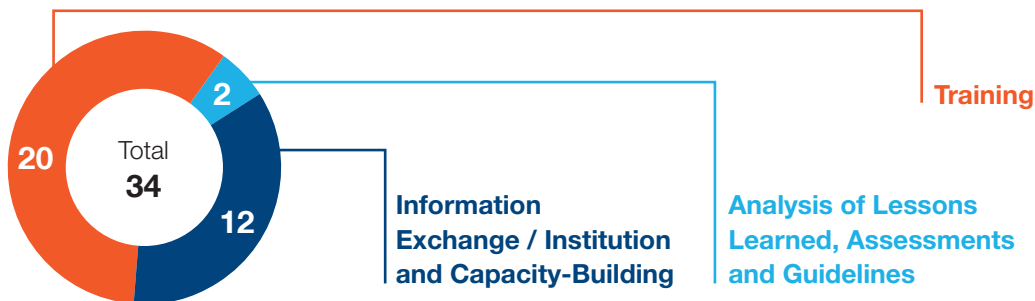 2
Training
20
Total
34
12
Information
Exchange / Institution
and Capacity-Building
Analysis of Lessons
Learned, Assessments
and Guidelines